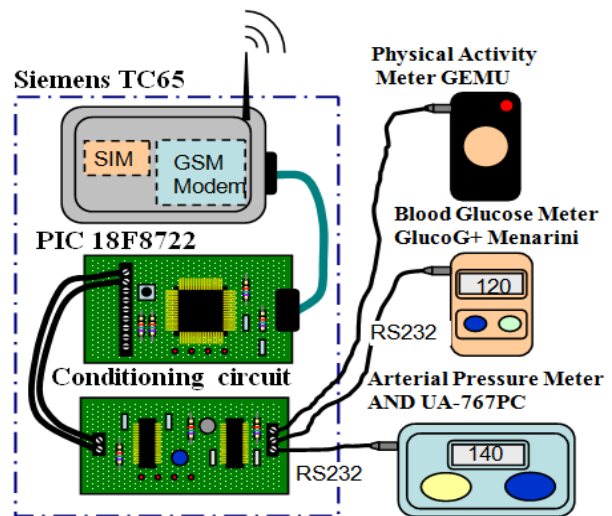 Siemens TC65
SIM
GSM
Modem
PIC 18F8722
Conditioning circuit
Physical Activity
Meter GEMU
Blood Glucose Meter
GlucoG+ Menarini
120
RS232
Arterial Pressure Meter
AND UA-767PC
140
RS232